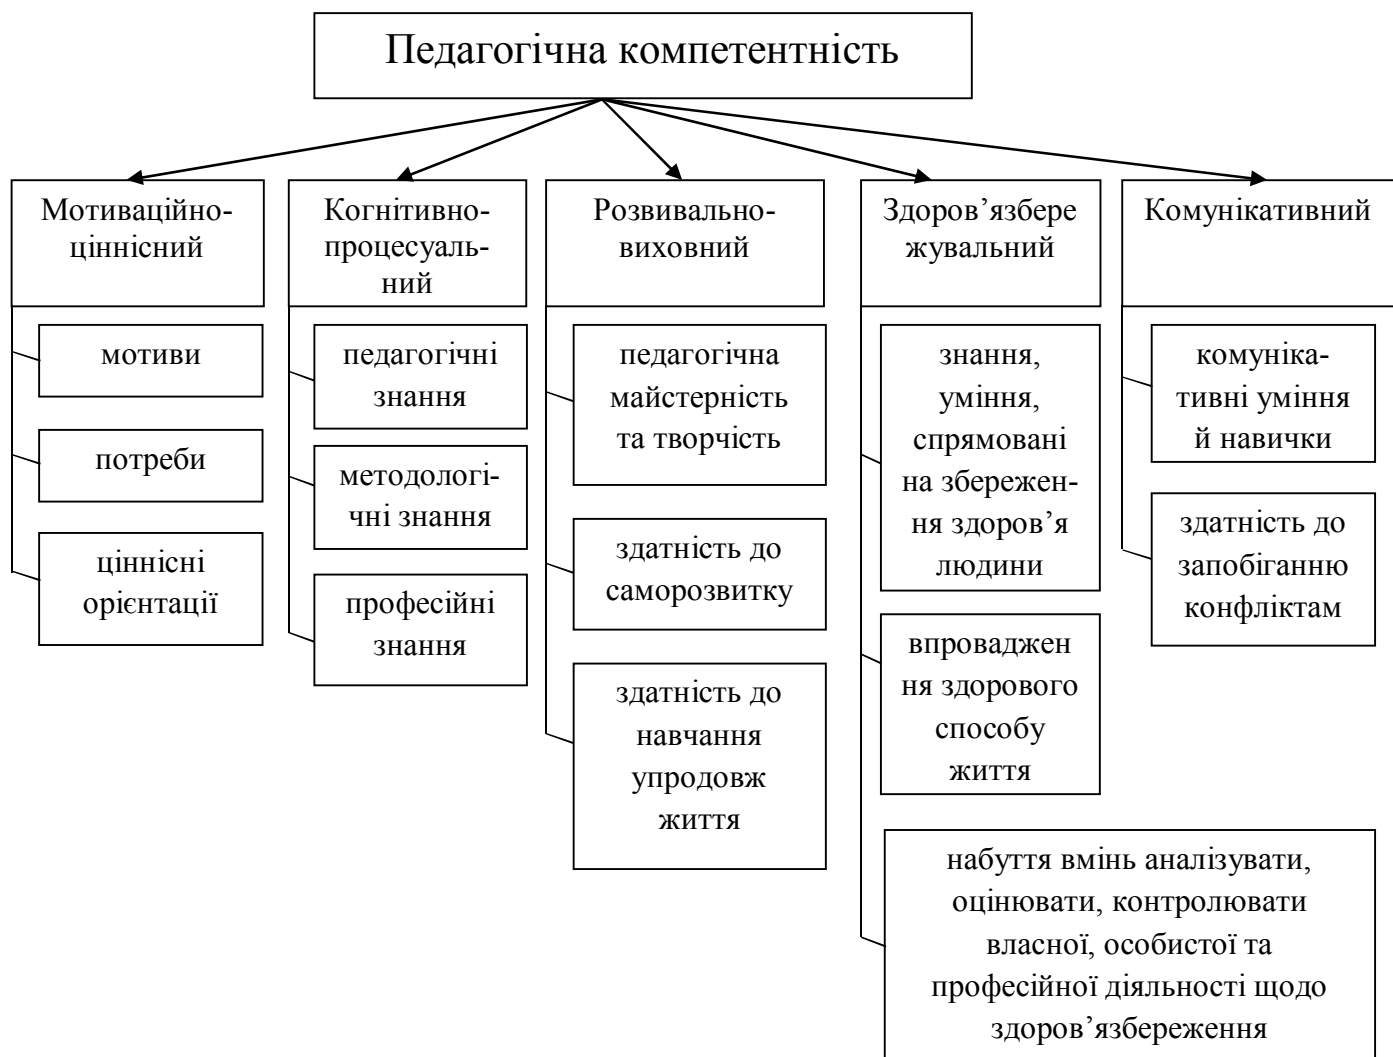 Педагогічна компетентність
Мотиваційно-
ціннісний
мотиви
потреби
ціннісні
орієнтації
Когнітивно-
процесуаль-
ний
педагогічні
знання
методологі-
чні знання
професійні
знання
Розвивально-
виховний
педагогічна
майстерність
та творчість
здатність до
саморозвитку
здатність до
навчання
упродовж
життя
Здоров’язбере
жувальний
знання,
уміння,
спрямовані
на збережен-
ня здоров’я
людини
впроваджен
ня здорового
способу
життя
набуття вмінь аналізувати,
оцінювати, контролювати
власної, особистої та
професійної діяльності щодо
здоров’язбереження
Комунікативний
комуніка-
тивні уміння
й навички
здатність до
запобіганню
конфліктам